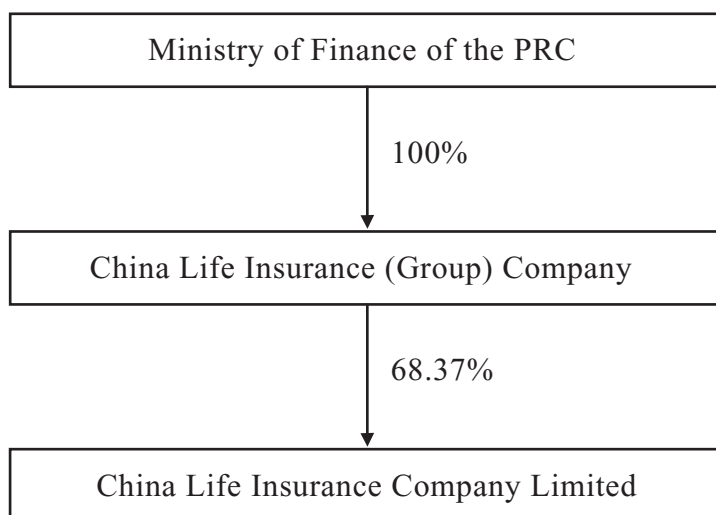 Ministry of Finance of the PRC
100%
China Life Insurance (Group) Company
68.37%
China Life Insurance Company Limited